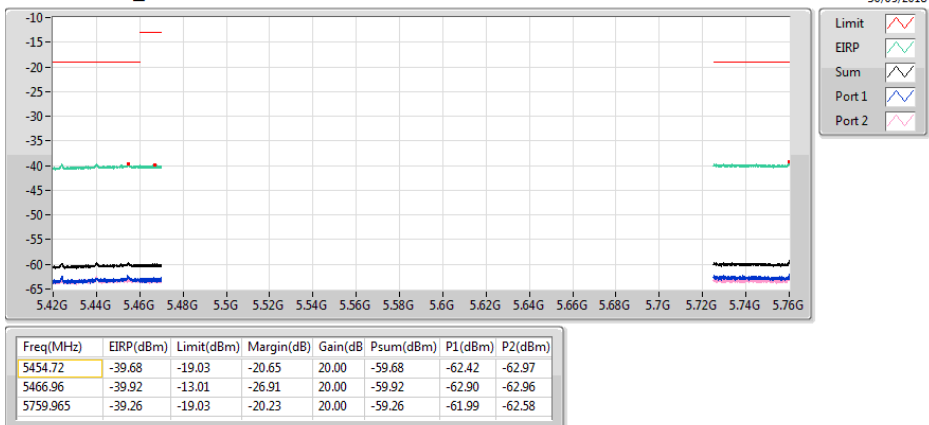 -10
-15
-20
-25
-30
-35
-40
-45
-50
-55
-60
-65
5.42G 5.44G 5.46G 5.48G 5.5G 5.52G 5.54G 5.56G 5.58G 5.6G 5.62G 5.64G 5.66G 5.68G 5.7G 5.72G 5.74G 5.76G
Limit
EIRP
Sum
Port 1
Port 2
Freq(MHz) EIRP(dBm) Limit(dBm) Margin(dB) Gain(dB Psum(dBm) P1(dBm) P2(dBm)
5454.72 -39.68 -19.03 -20.65 20.00 -59.68 -62.42 -62.97
5466.96 -39.92 -13.01 -26.91 20.00 -59.92 -62.90 -62.96
5759.965 -39.26 -19.03 -20.23 20.00 -59.26 -61.99 -62.58